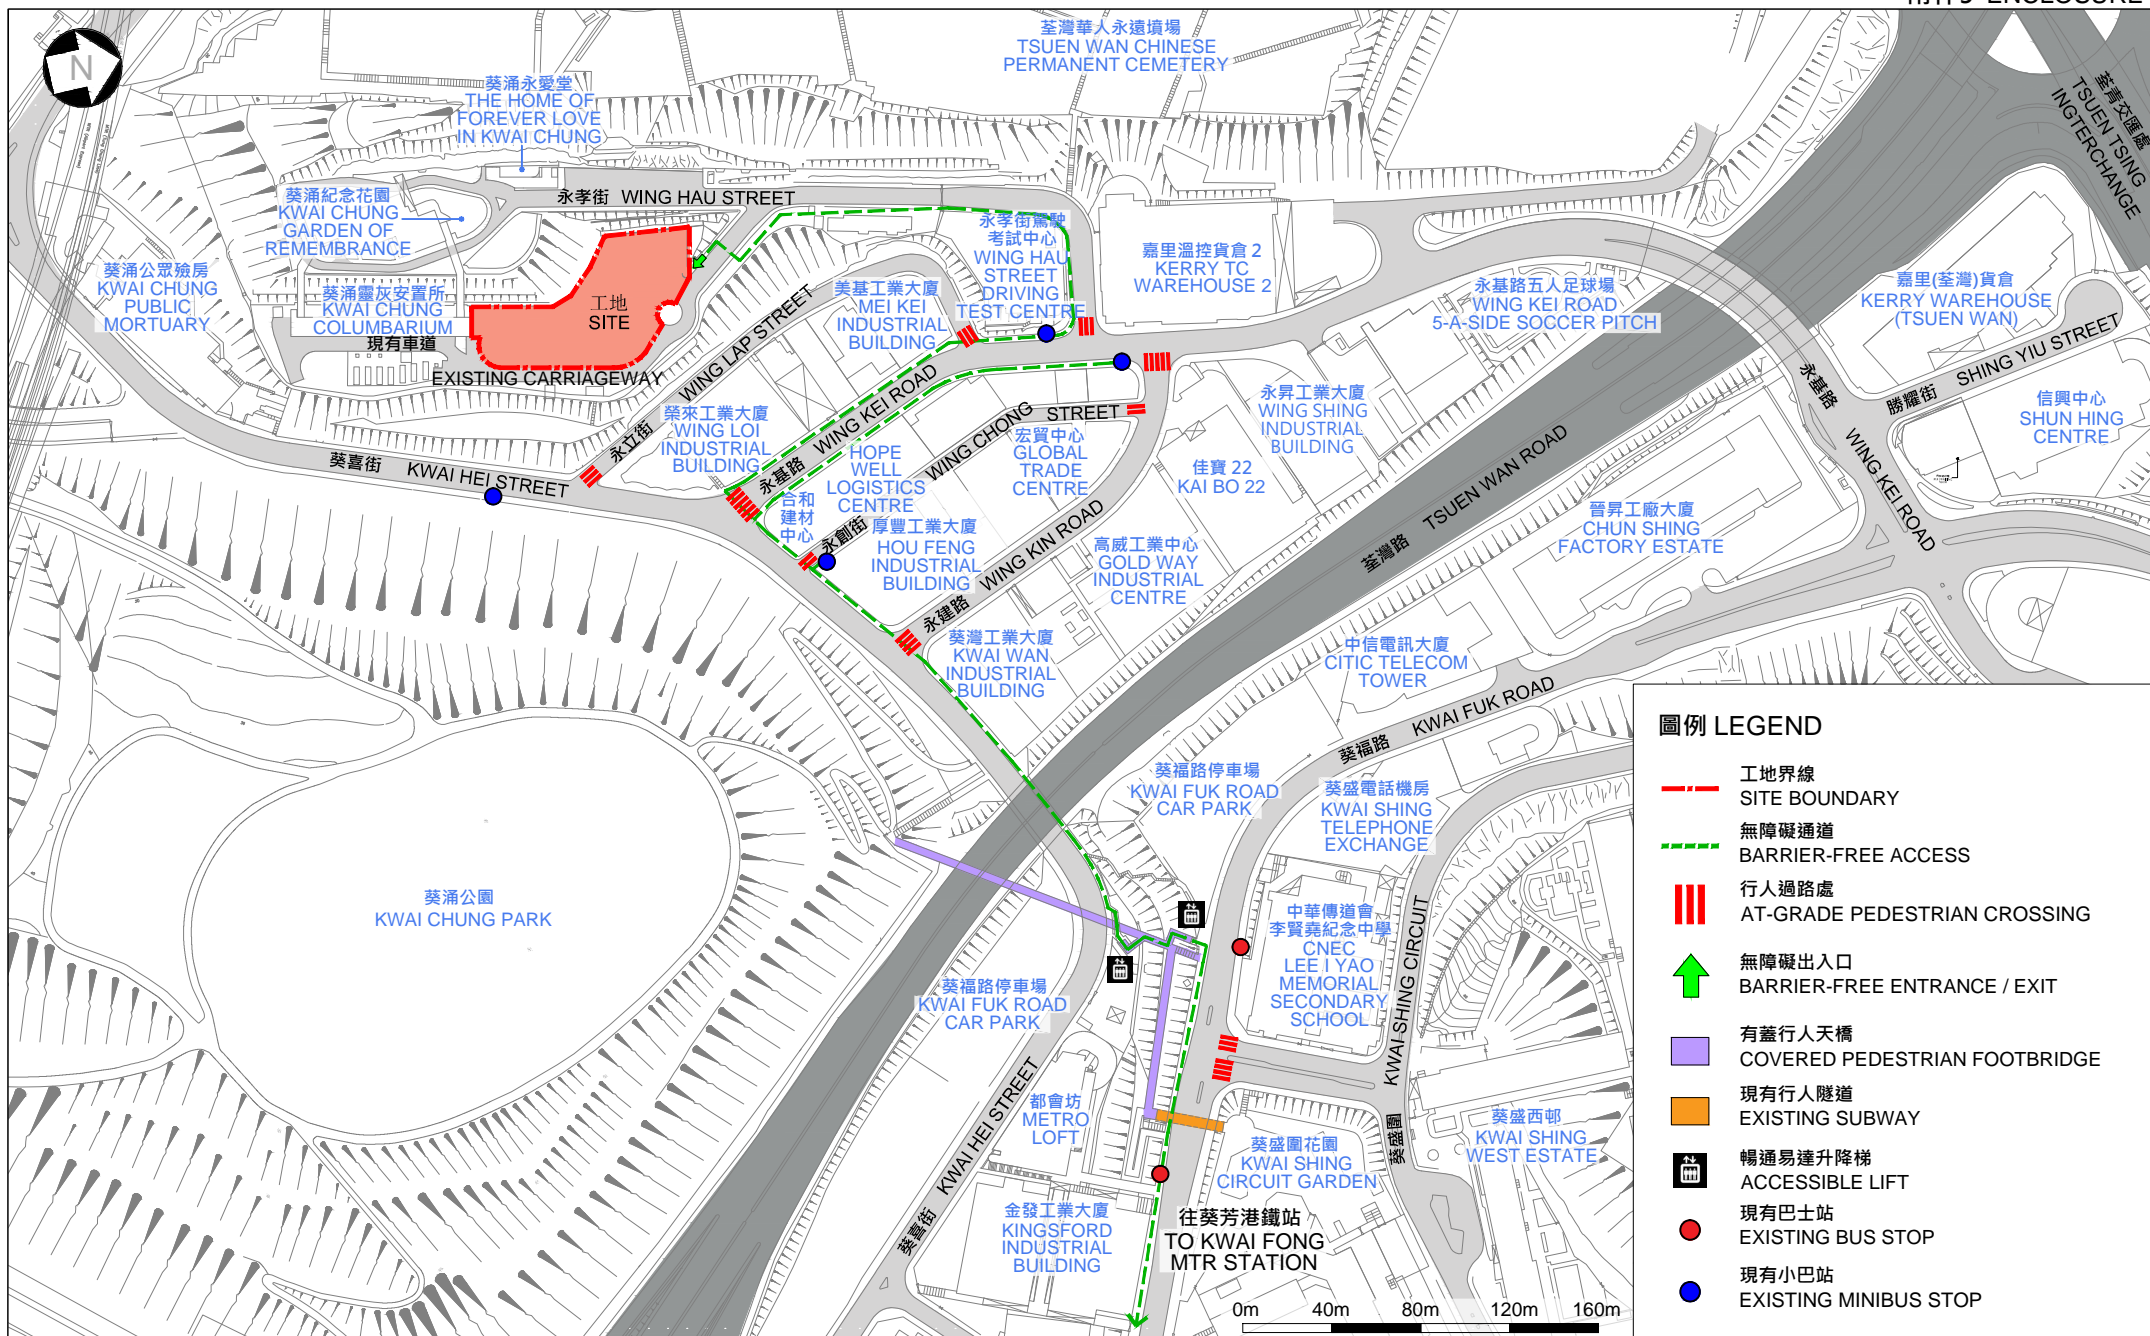 N
荃灣華人永遠墳場
TSUEN WAN CHINESE
PERMANENT CEMETERY
荃青交匯處
TSUEN TSING
INGTERCHANGE
葵涌永愛堂
THE HOME OF
FOREVER LOVE
IN KWAI CHUNG
葵涌紀念花園
KWAI CHUNG
GARDEN OF
REMEMBRANCE
永孝街 WING HAU STREET
葵涌公眾殮房
KWAI CHUNG
PUBLIC
MORTUARY
葵涌靈灰安置所
KWAI CHUNG
COLUMBARIUM
現有車道
EXISTING CARRIAGEWAY
工地
SITE
永孝街駕駛
考試中心
WING HAU
STREET
DRIVING
TEST CENTRE
美基工業大廈
MEI KEI
INDUSTRIAL
BUILDING
嘉里溫控貨倉 2
KERRY TC
WAREHOUSE 2
永基路五人足球場
WING KEI ROAD
5-A-SIDE SOCCER PITCH
嘉里(荃灣)貨倉
KERRY WAREHOUSE
(TSUEN WAN)
勝耀街 SHING YIU STREET
信興中心
SHUN HING
CENTRE
永基路 WING KEI ROAD
永立街 WING LAP STREET
榮來工業大廈
WING LOI
INDUSTRIAL
BUILDING
永基路 WING KEI ROAD
葵喜街 KWAI HEI STREET
合和
建材
中心
HOPE
WELL
LOGISTICS
CENTRE
永創街 WING CHONG STREET
宏貿中心
GLOBAL
TRADE
CENTRE
永昇工業大廈
WING SHING
INDUSTRIAL
BUILDING
佳寶 22
KAI BO 22
厚豐工業大廈
HOU FENG
INDUSTRIAL
BUILDING
永建路 WING KIN ROAD
高威工業中心
GOLD WAY
INDUSTRIAL
CENTRE
荃灣路 TSUEN WAN ROAD
晉昇工廠大廈
CHUN SHING
FACTORY ESTATE
葵灣工業大廈
KWAI WAN
INDUSTRIAL
BUILDING
中信電訊大廈
CITIC TELECOM
TOWER
葵福路 KWAI FUK ROAD
葵福路停車場
KWAI FUK ROAD
CAR PARK
葵盛電話機房
KWAI SHING
TELEPHONE
EXCHANGE
葵涌公園
KWAI CHUNG PARK
中華傳道會
李賢堯紀念中學
CNEC
LEE I YAO
MEMORIAL
SECONDARY
SCHOOL
葵盛圍 KWAI SHING CIRCUIT
葵福路停車場
KWAI FUK ROAD
CAR PARK
葵喜街 KWAI HEI STREET
都會坊
METRO
LOFT
葵盛圍花園
KWAI SHING
CIRCUIT GARDEN
葵盛西邨
KWAI SHING
WEST ESTATE
金發工業大廈
KINGSFORD
INDUSTRIAL
BUILDING
往葵芳港鐵站
TO KWAI FONG
MTR STATION
0m 40m 80m 120m 160m
圖例 LEGEND
工地界線
SITE BOUNDARY
無障礙通道
BARRIER-FREE ACCESS
行人過路處
AT-GRADE PEDESTRIAN CROSSING
無障礙出入口
BARRIER-FREE ENTRANCE / EXIT
有蓋行人天橋
COVERED PEDESTRIAN FOOTBRIDGE
現有行人隧道
EXISTING SUBWAY
暢通易達升降梯
ACCESSIBLE LIFT
現有巴士站
EXISTING BUS STOP
現有小巴站
EXISTING MINIBUS STOP